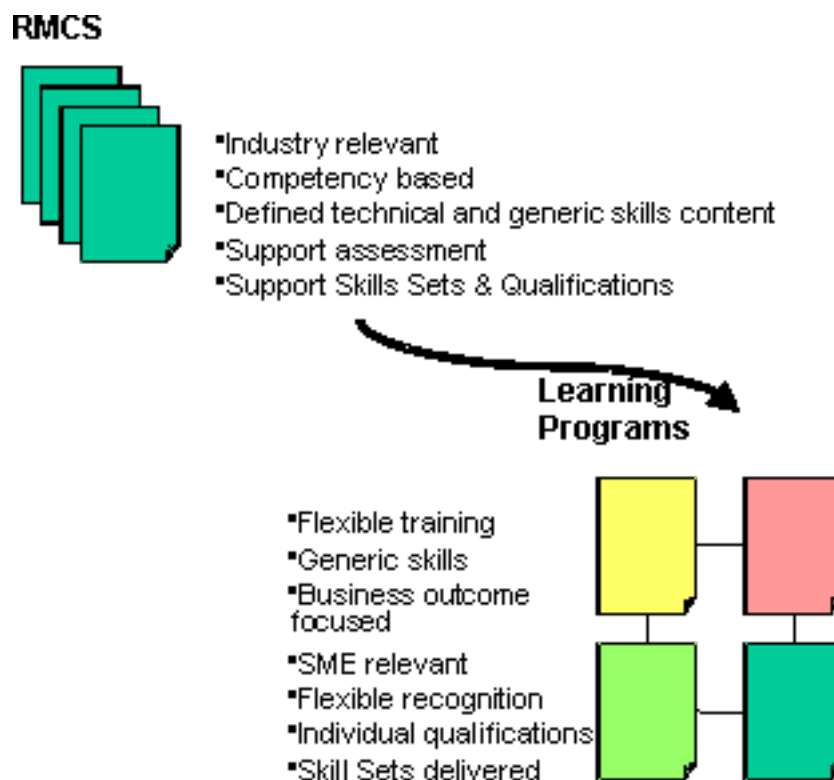 RMCS
▪Industry relevant
▪Competency based
▪Defined technical and generic skills content
▪Support assessment
▪Support Skills Sets & Qualifications
Learning
Programs
▪Flexible training
▪Generic skills
▪Business outcome
focused
▪SME relevant
▪Flexible recognition
▪Individual qualifications
▪Skill Sets delivered